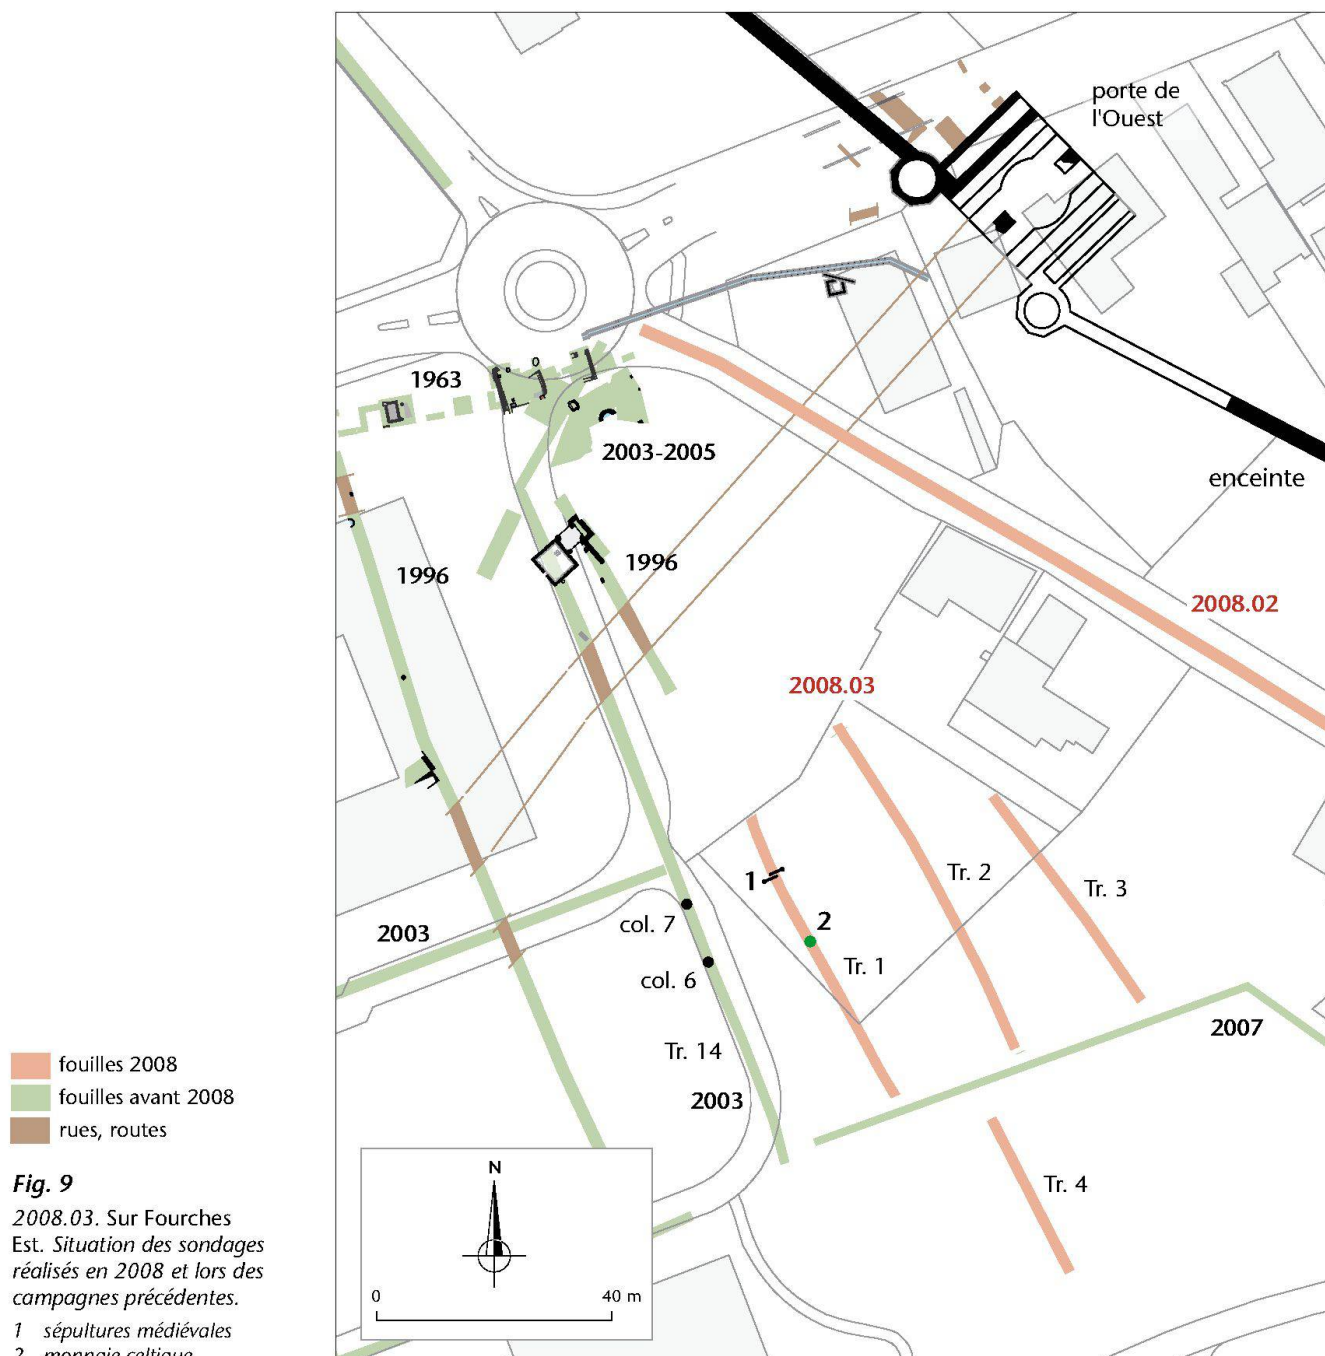 porte de
l'Ouest
1963
2003-2005
enceinte
1996
1996
2008.02
2008.03
Tr. 2
Tr. 3
1
2
col. 7
2003
Tr. 1
col. 6
2007
Tr. 14
2003
fouilles 2008
fouilles avant 2008
rues, routes
N
Tr. 4
0 40 m
Fig. 9
2008.03. Sur Fourches
Est. Situation des sondages
réalisés en 2008 et lors des
campagnes précédentes.
1 sépultures médiévales
2 monnaie celtique